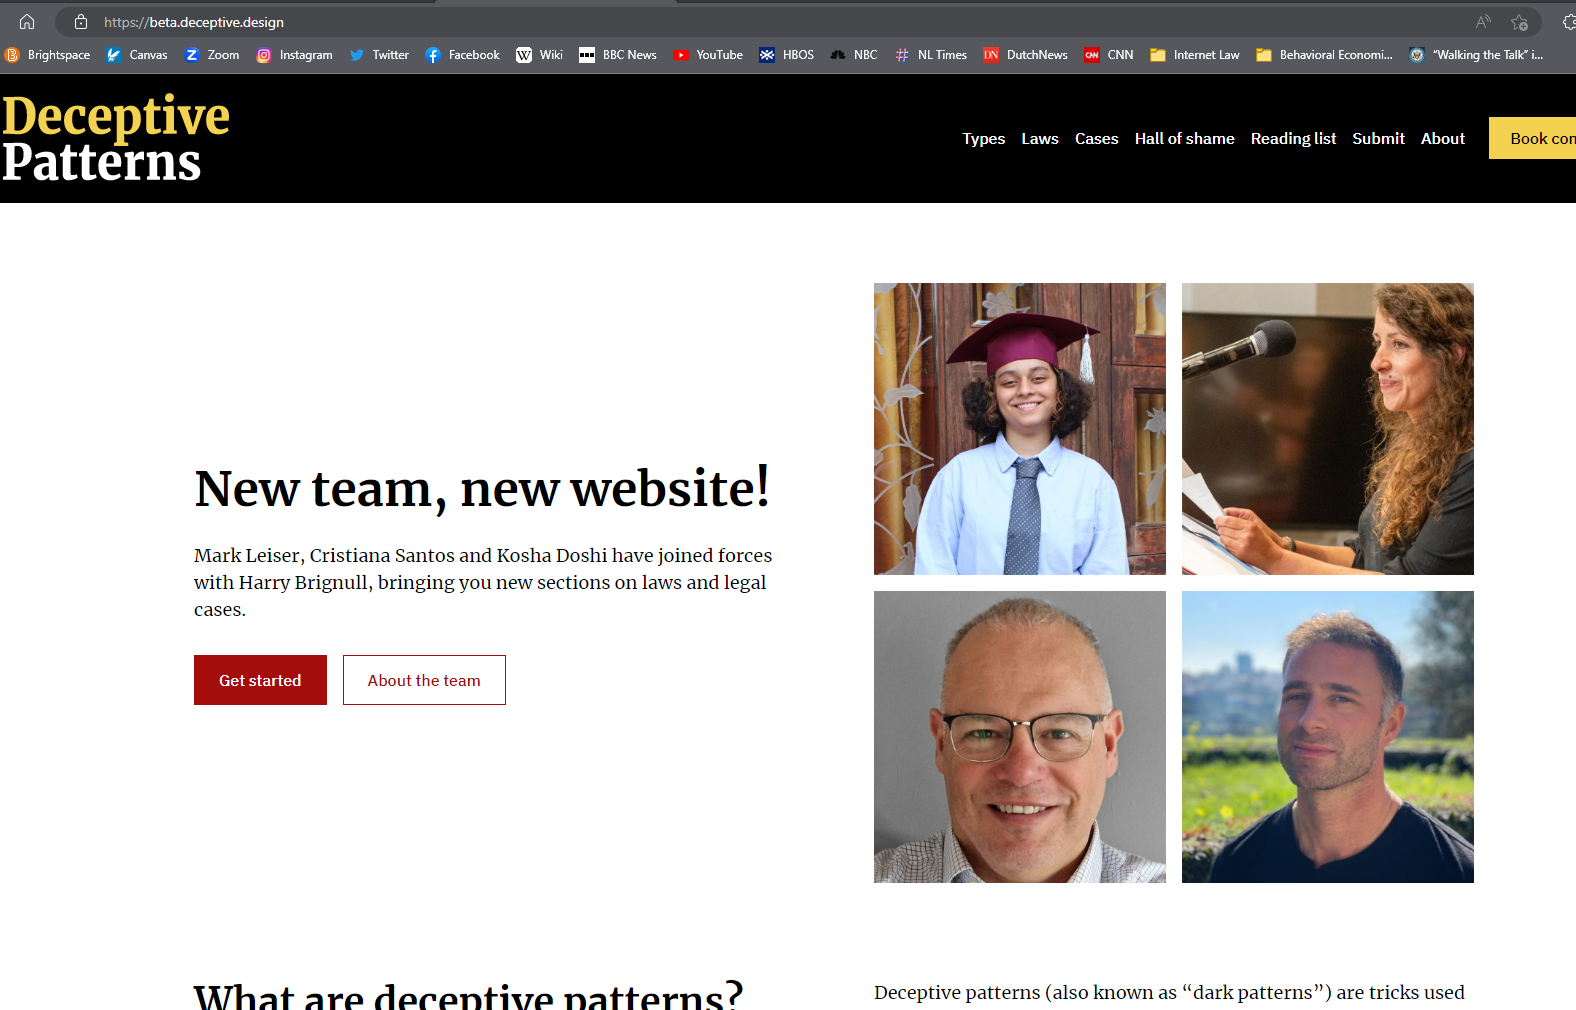 https://beta.deceptive.design
Brightspace Canvas Zoom Instagram Twitter Facebook Wiki BBC News YouTube HBOS NBC NL Times DutchNews CNN Internet Law Behavioral Economi... “Walking the Talk” i...
Deceptive
Patterns
Types Laws Cases Hall of shame Reading list Submit About Book con
New team, new website!
Mark Leiser, Cristiana Santos and Kosha Doshi have joined forces
with Harry Brignull, bringing you new sections on laws and legal
cases.
Get started About the team
What are deceptive patterns?
Deceptive patterns (also known as “dark patterns”) are tricks used